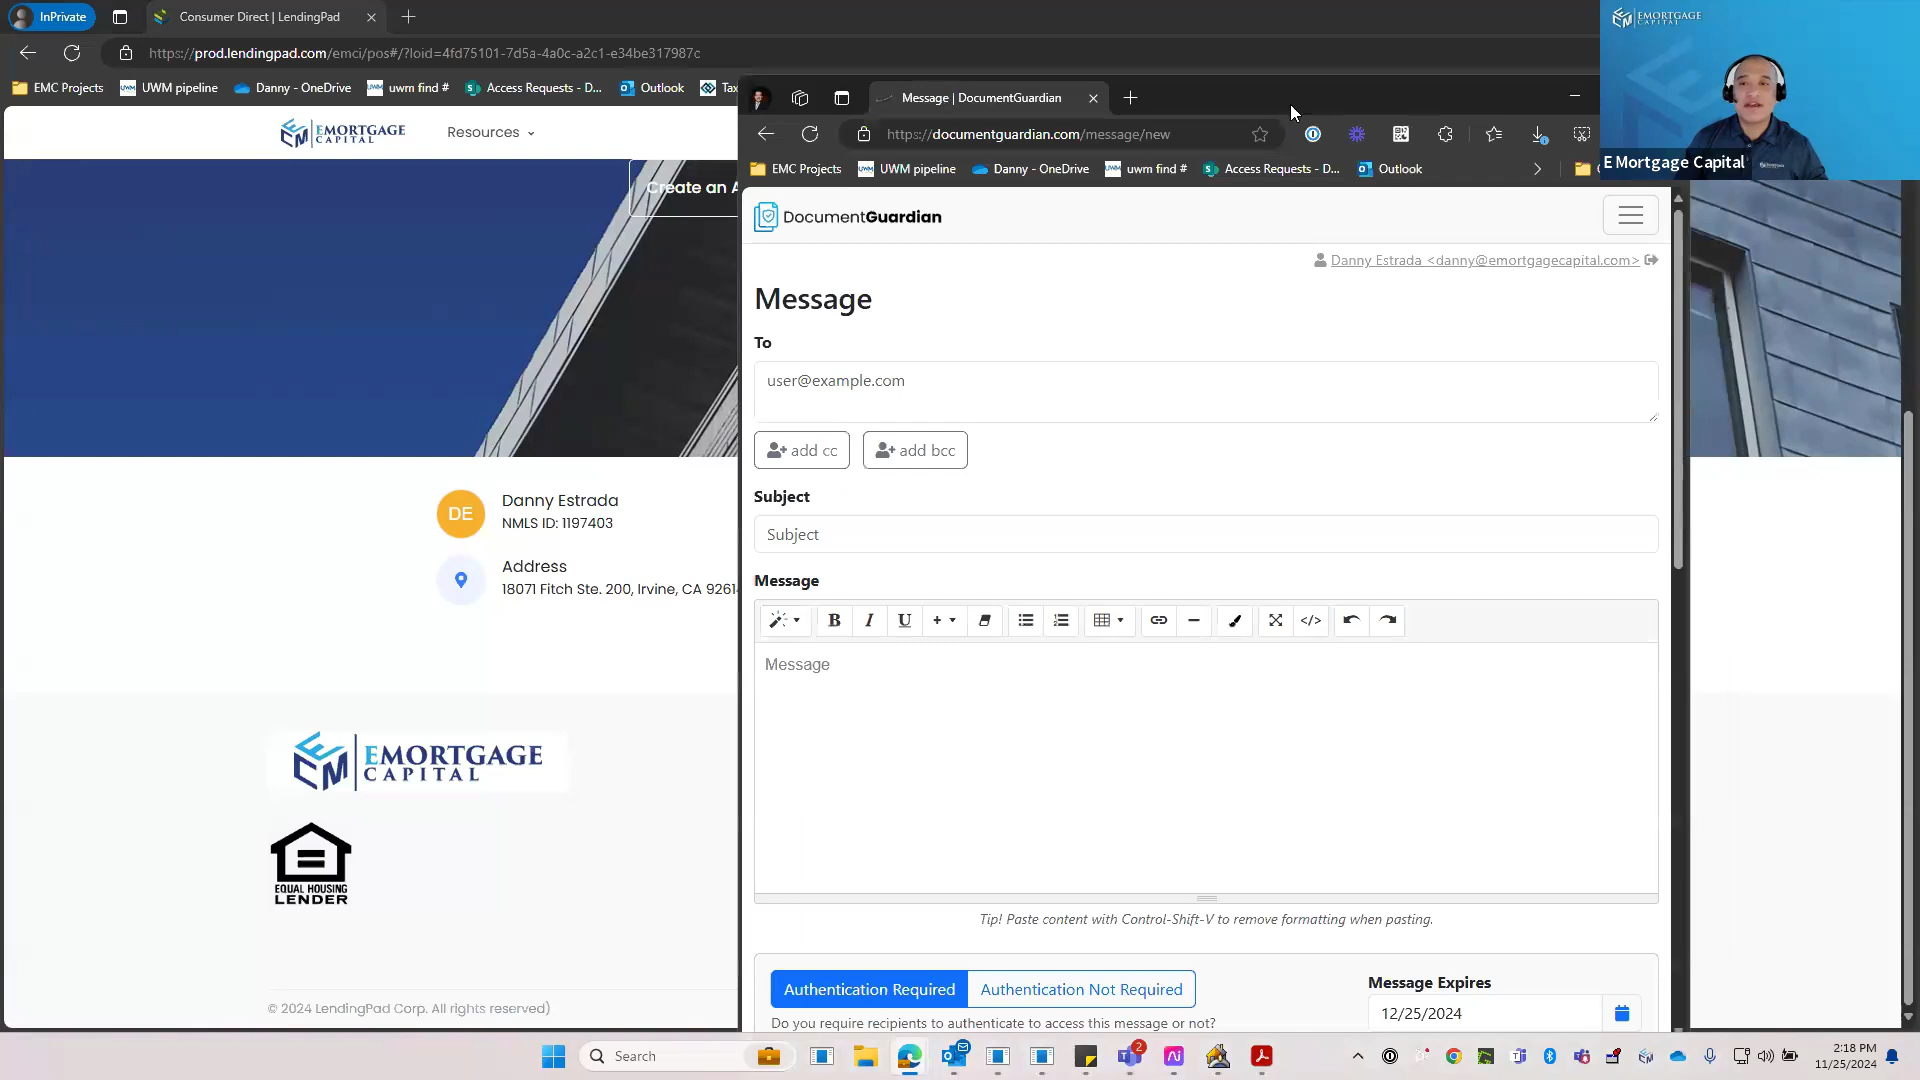 InPrivate
Consumer Direct | LendingPad
https://prod.lendingpad.com/emci/pos#/?loid=4fd75101-7d5a-4a0c-a2c1-e34be317987c
EMC Projects
UWM pipeline
Danny - OneDrive
uwm find #
Access Requests - D...
Outlook
Tax
EMORTGAGE
CAPITAL
Resources
Create an A
Danny Estrada
NMLS ID: 1197403
DE
Address
18071 Fitch Ste. 200, Irvine, CA 9261
EMORTGAGE
CAPITAL
EQUAL HOUSING
LENDER
© 2024 LendingPad Corp. All rights reserved)
Message | DocumentGuardian
https://documentguardian.com/message/new
EMC Projects
UWM pipeline
Danny - OneDrive
uwm find #
Access Requests - D...
Outlook
DocumentGuardian
Danny Estrada <danny@emortgagecapital.com>
Message
To
user@example.com
add cc
add bcc
Subject
Subject
Message
B I U
Message
Tip! Paste content with Control-Shift-V to remove formatting when pasting.
Authentication Required
Authentication Not Required
Do you require recipients to authenticate to access this message or not?
Message Expires
12/25/2024
EMORTGAGE
CAPITAL
E Mortgage Capital
Search
2
2:18 PM
11/25/2024